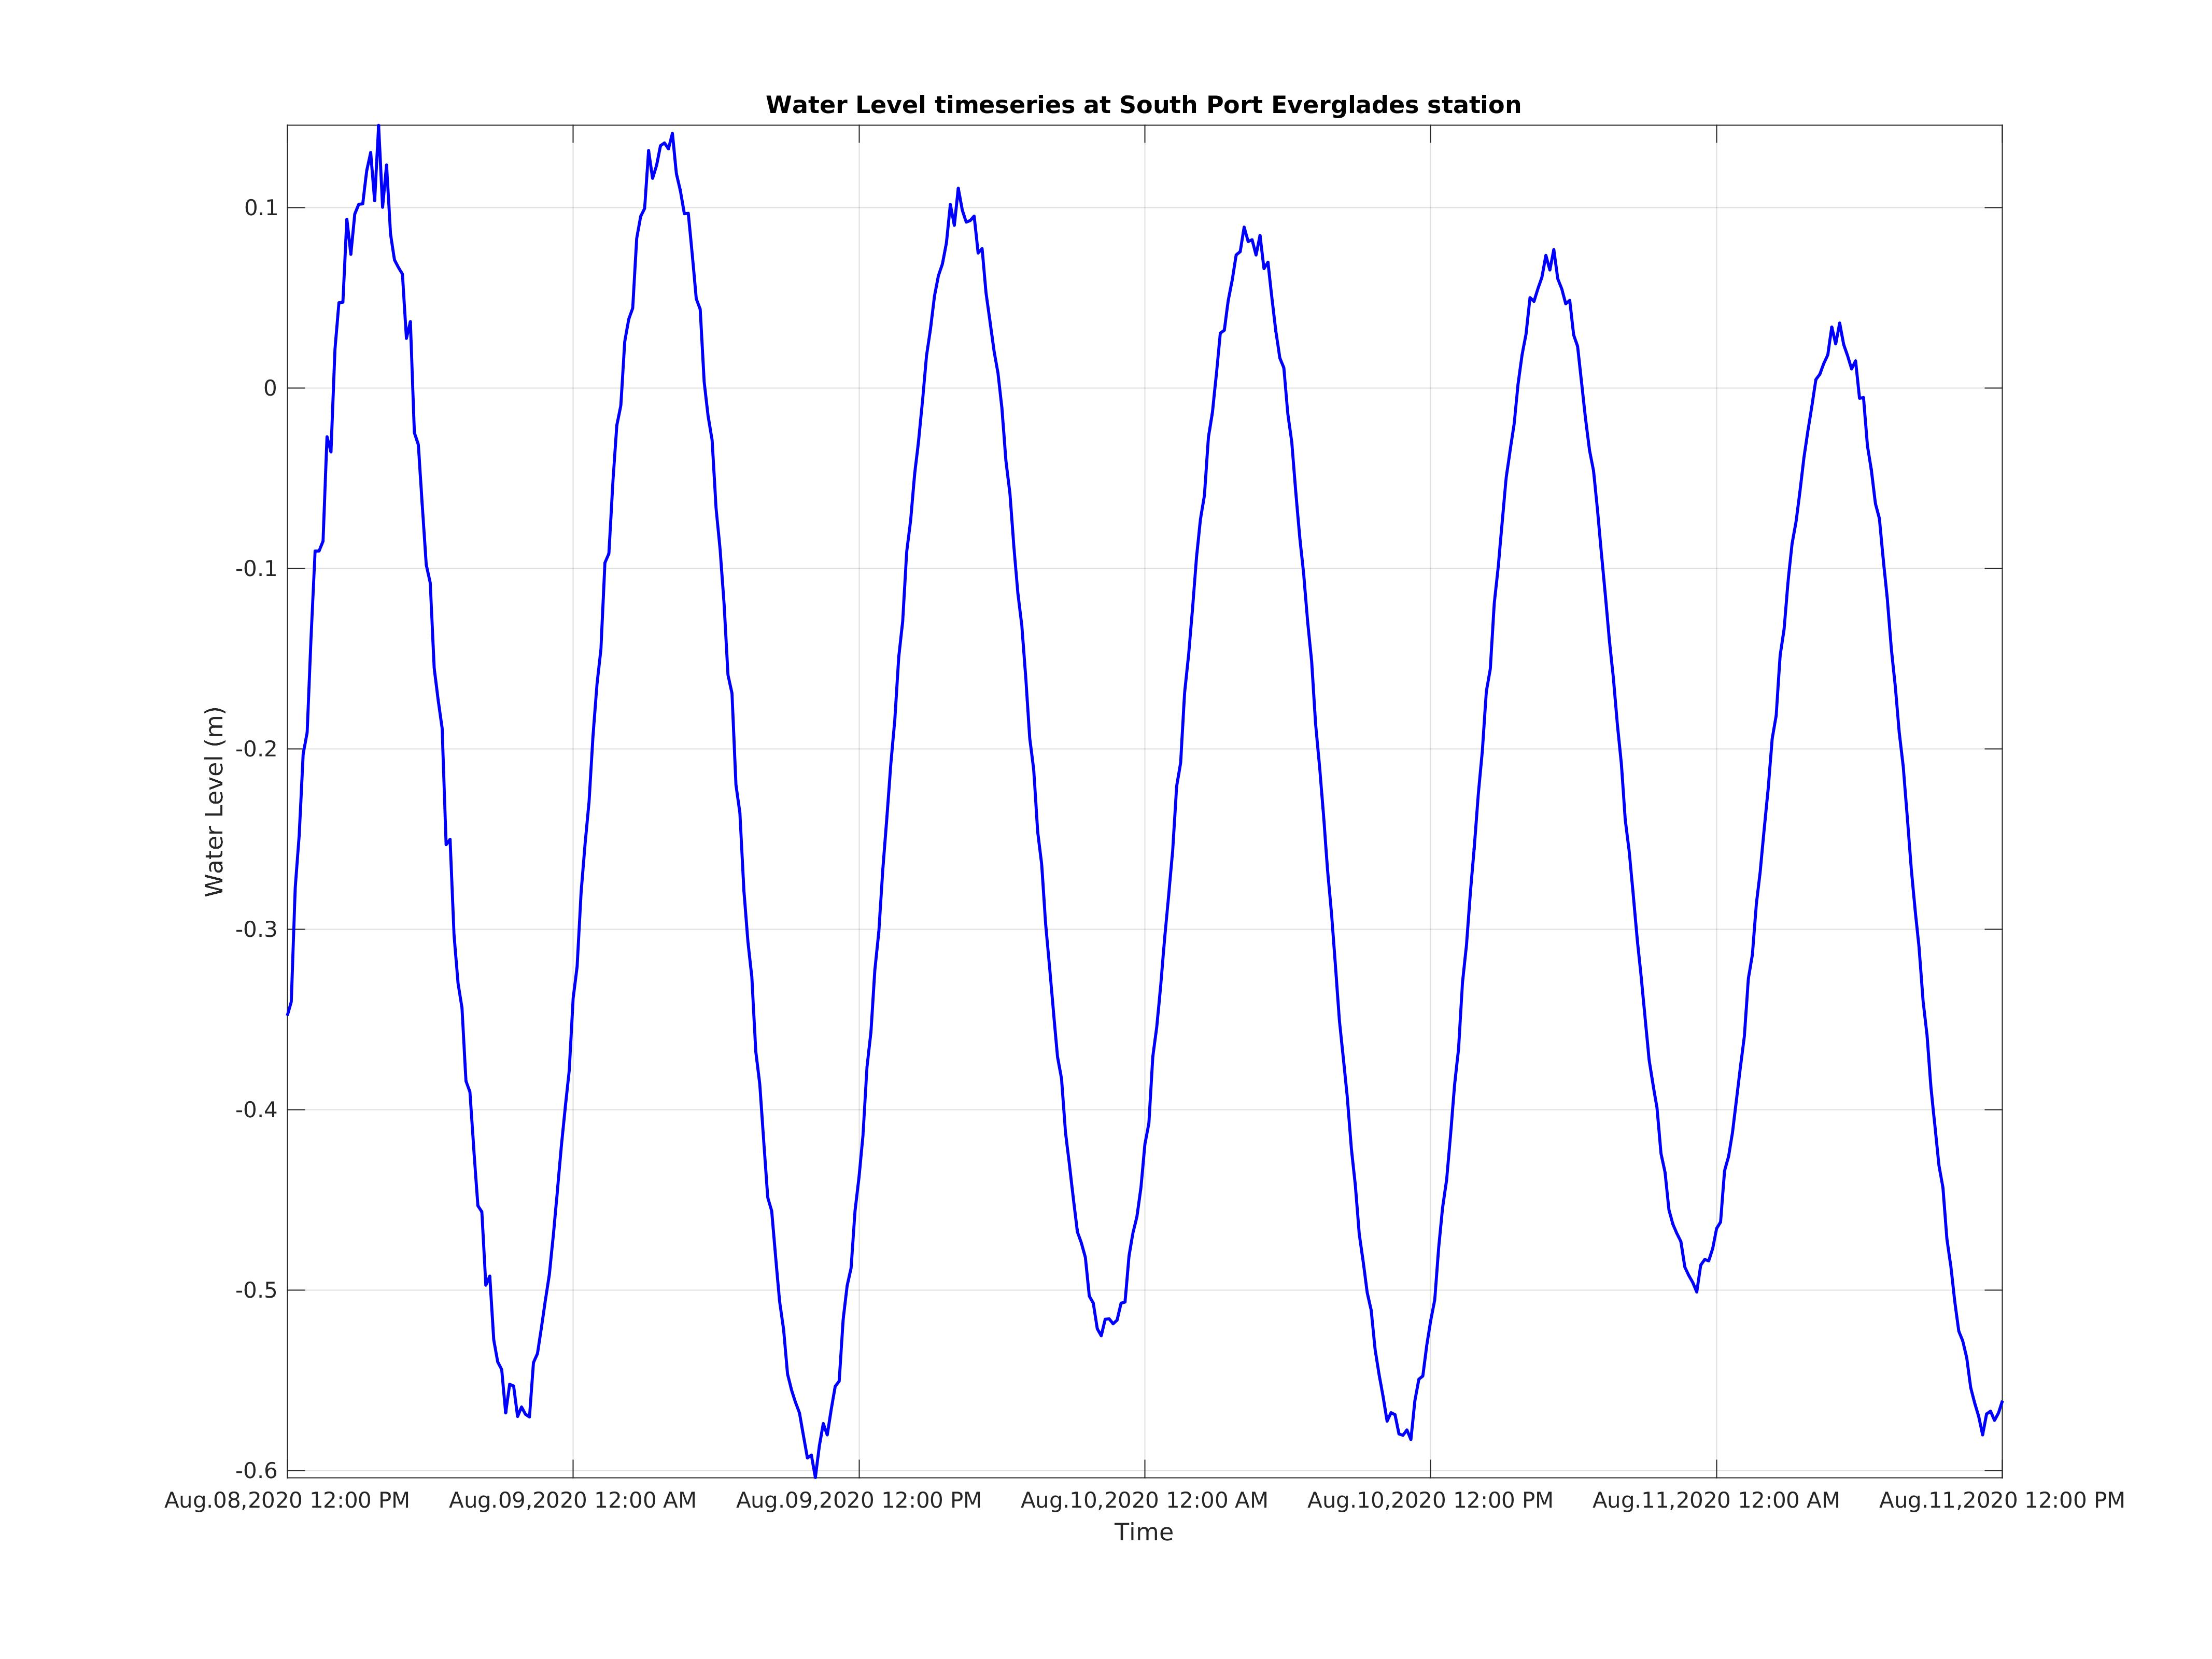 Water Level timeseries at South Port Everglades station
0.1
0
-0.1
-0.2
-0.3
-0.4
-0.5
-0.6
Water Level (m)
Aug.08,2020 12:00 PM Aug.09,2020 12:00 AM Aug.09,2020 12:00 PM Aug.10,2020 12:00 AM Aug.10,2020 12:00 PM Aug.11,2020 12:00 AM Aug.11,2020 12:00 PM
Time